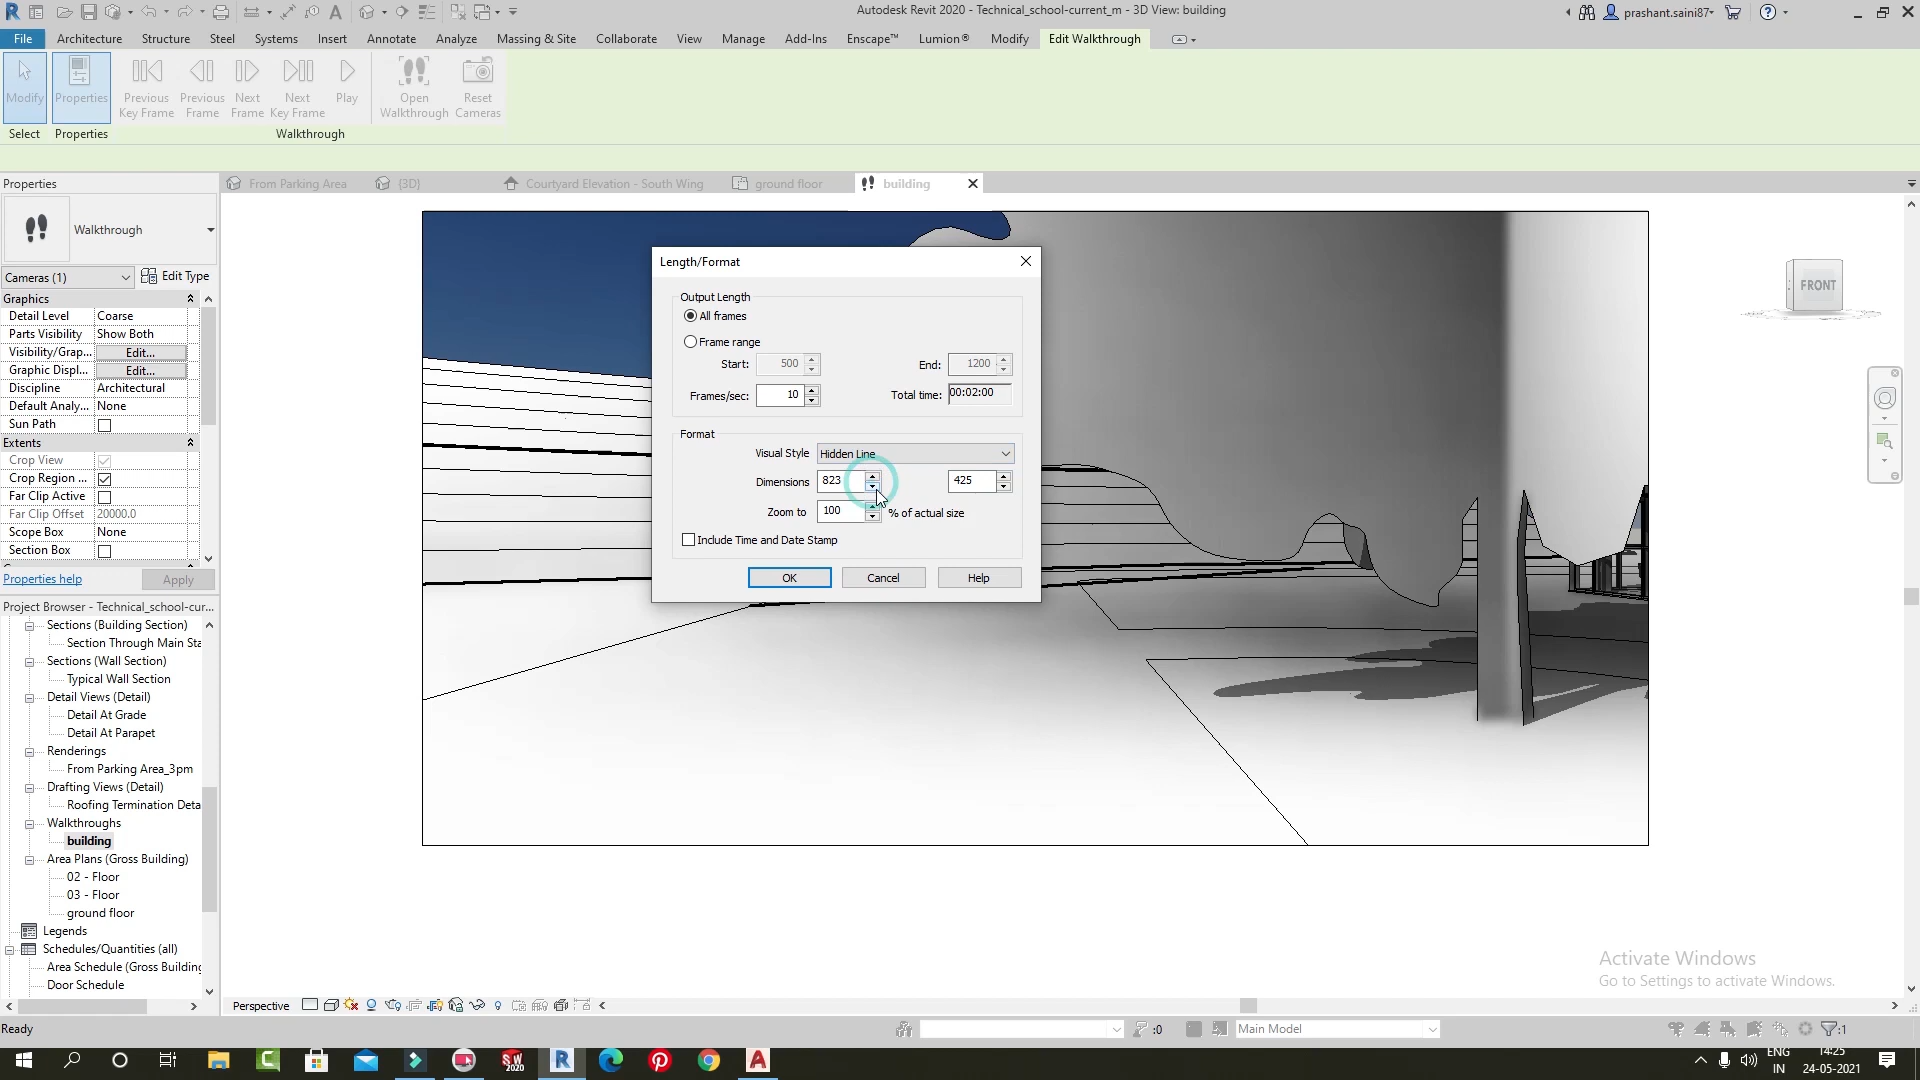 Autodesk Revit 2020 - Technical_school-current_m - 3D View: building
prashant.saini87
File Architecture Structure Steel Systems Insert Annotate Analyze Massing & Site Collaborate View Manage Add-Ins Enscape™ Lumion® Modify Edit Walkthrough
Modify
Properties
Previous Key Frame
Previous Frame
Next Frame
Next Key Frame
Play
Open Walkthrough
Reset Cameras
Select Properties Walkthrough
Properties
From Parking Area {3D} Courtyard Elevation - South Wing ground floor building
Walkthrough
Cameras (1) Edit Type
Graphics
Detail Level Coarse
Parts Visibility Show Both
Visibility/Grap... Edit...
Graphic Displ... Edit...
Discipline Architectural
Default Analy... None
Sun Path
Extents
Crop View
Crop Region ...
Far Clip Active
Far Clip Offset 20000.0
Scope Box None
Section Box
Properties help Apply
Project Browser - Technical_school-cur...
Sections (Building Section)
Section Through Main Sta
Sections (Wall Section)
Typical Wall Section
Detail Views (Detail)
Detail At Grade
Detail At Parapet
Renderings
From Parking Area_3pm
Drafting Views (Detail)
Roofing Termination Deta
Walkthroughs
building
Area Plans (Gross Building)
02 - Floor
03 - Floor
ground floor
Legends
Schedules/Quantities (all)
Area Schedule (Gross Building
Door Schedule
Length/Format
Output Length
All frames
Frame range
Start: 500 End: 1200
Frames/sec: 10 Total time: 00:02:00
Format
Visual Style Hidden Line
Dimensions 823 425
Zoom to 100 % of actual size
Include Time and Date Stamp
OK Cancel Help
FRONT
Activate Windows
Go to Settings to activate Windows.
Perspective
Ready :0 Main Model :1
SW 2020
ENG
IN
14:25
24-05-2021